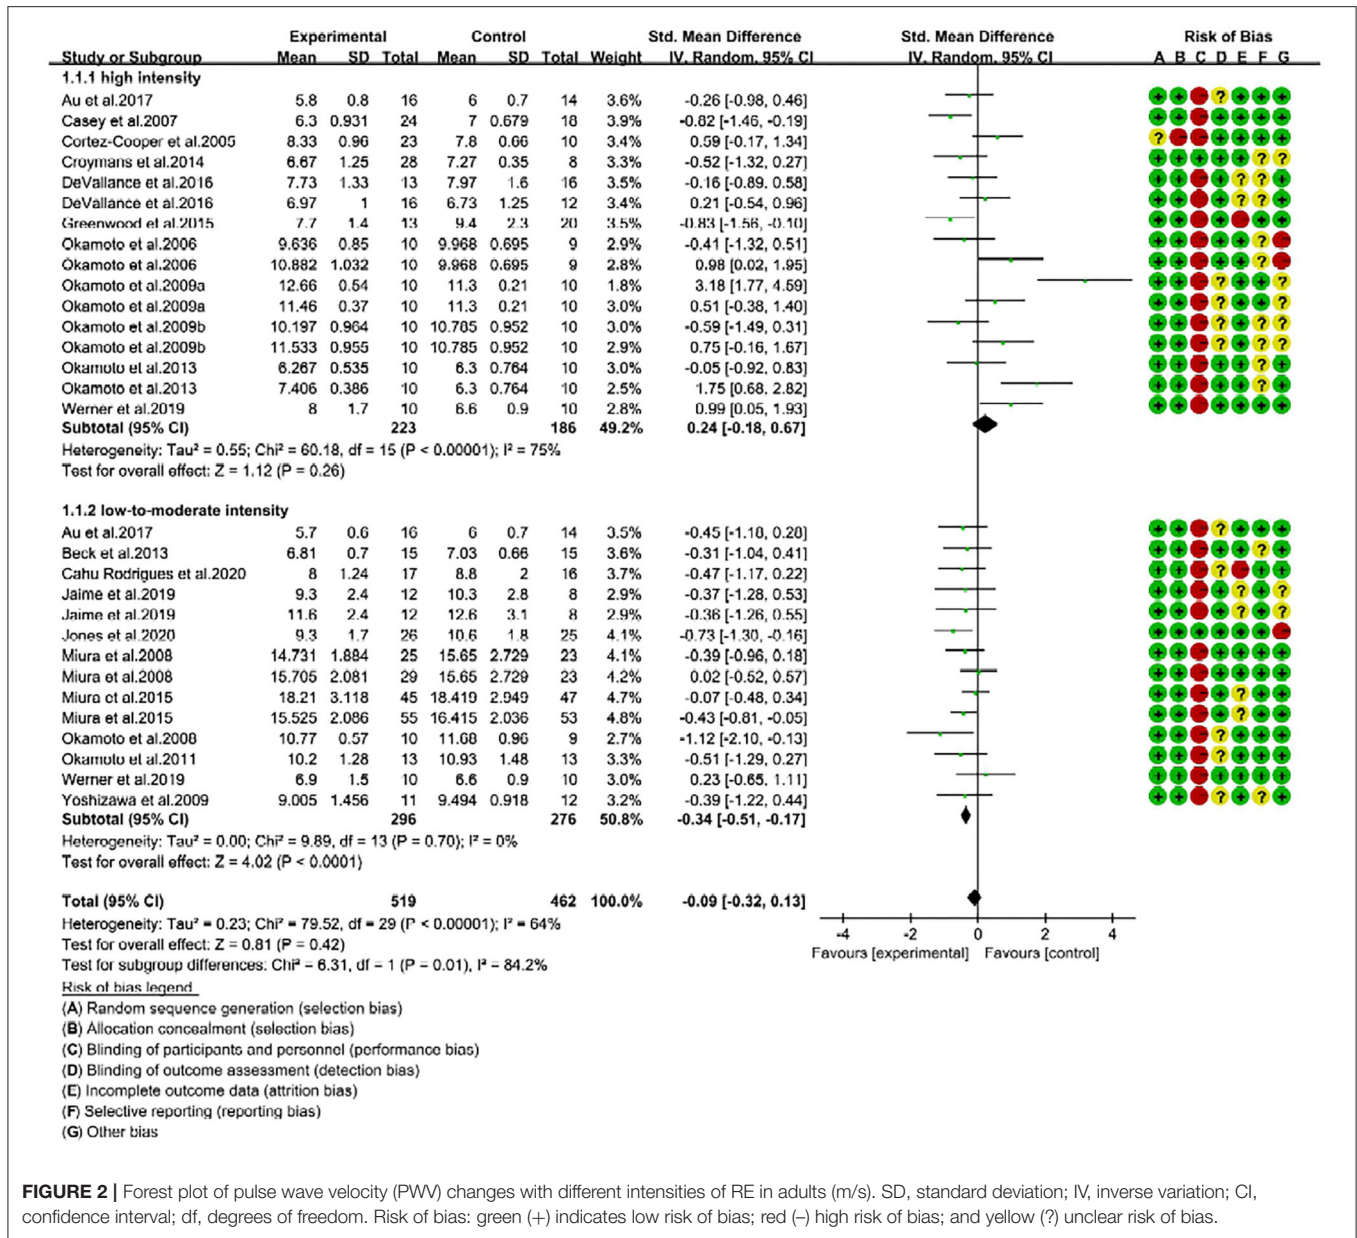 Experimental Control Std. Mean Difference Std. Mean Difference Risk of Bias
Study or Subgroup Mean SD Total Mean SD Total Weight IV, Random, 95% CI IV, Random, 95% CI A B C D E F G
1.1.1 high intensity
Au et al.2017 5.8 0.8 16 6 0.7 14 3.6% -0.26 [-0.98, 0.46] + + - ? + + +
Casey et al.2007 6.3 0.931 24 7 0.679 18 3.9% -0.82 [-1.46, -0.19] + + - + + + +
Cortez-Cooper et al.2005 8.33 0.96 23 7.8 0.66 10 3.4% 0.59 [-0.17, 1.34] ? - - + + + +
Croymans et al.2014 6.67 1.25 28 7.27 0.35 8 3.3% -0.52 [-1.32, 0.27] + + + + + ? ?
DeVallance et al.2016 7.73 1.33 13 7.97 1.6 16 3.5% -0.16 [-0.89, 0.58] + + - + ? ? +
DeVallance et al.2016 6.97 1 16 6.73 1.25 12 3.4% 0.21 [-0.54, 0.96] + + - + ? ? +
Greenwood et al.2015 7.7 1.4 13 9.4 2.3 20 3.5% -0.83 [-1.56, -0.10] + + - + - + +
Okamoto et al.2006 9.636 0.85 10 9.968 0.695 9 2.9% -0.41 [-1.32, 0.51] + + - + + ? -
Okamoto et al.2006 10.882 1.032 10 9.968 0.695 9 2.8% 0.98 [0.02, 1.95] + + - + + ? -
Okamoto et al.2009a 12.66 0.54 10 11.3 0.21 10 1.8% 3.18 [1.77, 4.59] + + - ? + + ?
Okamoto et al.2009a 11.46 0.37 10 11.3 0.21 10 3.0% 0.51 [-0.38, 1.40] + + - ? + + ?
Okamoto et al.2009b 10.197 0.964 10 10.785 0.952 10 3.0% -0.59 [-1.49, 0.31] + + - ? + ? ?
Okamoto et al.2009b 11.533 0.955 10 10.785 0.952 10 2.9% 0.75 [-0.16, 1.67] + + - ? + ? ?
Okamoto et al.2013 6.267 0.535 10 6.3 0.764 10 3.0% -0.05 [-0.92, 0.83] + + - + + ? +
Okamoto et al.2013 7.406 0.386 10 6.3 0.764 10 2.5% 1.75 [0.68, 2.82] + + - + + ? +
Werner et al.2019 8 1.7 10 6.6 0.9 10 2.8% 0.99 [0.05, 1.93] + + - + + + +
Subtotal (95% CI) 223 186 49.2% 0.24 [-0.18, 0.67]
Heterogeneity: Tau² = 0.55; Chi² = 60.18, df = 15 (P < 0.00001); I² = 75%
Test for overall effect: Z = 1.12 (P = 0.26)
1.1.2 low-to-moderate intensity
Au et al.2017 5.7 0.6 16 6 0.7 14 3.5% -0.45 [-1.18, 0.28] + + - ? + + +
Beck et al.2013 6.81 0.7 15 7.03 0.66 15 3.6% -0.31 [-1.04, 0.41] + + - + + ? +
Cahu Rodrigues et al.2020 8 1.24 17 8.8 2 16 3.7% -0.47 [-1.17, 0.22] + + - ? - + +
Jaime et al.2019 9.3 2.4 12 10.3 2.8 8 2.9% -0.37 [-1.28, 0.53] + + - + ? + ?
Jaime et al.2019 11.6 2.4 12 12.6 3.1 8 2.9% -0.36 [-1.26, 0.55] + + - + ? + ?
Jones et al.2020 9.3 1.7 26 10.6 1.8 25 4.1% -0.73 [-1.30, -0.16] + + + + + + -
Miura et al.2008 14.731 1.884 25 15.65 2.729 23 4.1% -0.39 [-0.96, 0.18] + + - + + + +
Miura et al.2008 15.705 2.081 29 15.65 2.729 23 4.2% 0.02 [-0.52, 0.57] + + - + + + +
Miura et al.2015 18.21 3.118 45 18.419 2.949 47 4.7% -0.07 [-0.48, 0.34] + + - + ? + +
Miura et al.2015 15.525 2.086 55 16.415 2.036 53 4.8% -0.43 [-0.81, -0.05] + + - + ? + +
Okamoto et al.2008 10.77 0.57 10 11.68 0.96 9 2.7% -1.12 [-2.10, -0.13] + + - ? + + +
Okamoto et al.2011 10.2 1.28 13 10.93 1.48 13 3.4% -0.51 [-1.29, 0.27] + + - ? + + +
Werner et al.2019 6.9 1.5 10 6.6 0.9 10 3.0% 0.23 [-0.65, 1.11] + + - + + + +
Yoshizawa et al.2009 9.005 1.456 11 9.494 0.918 12 3.2% -0.39 [-1.22, 0.44] + + - ? + ? +
Subtotal (95% CI) 296 276 50.8% -0.34 [-0.51, -0.17]
Heterogeneity: Tau² = 0.00; Chi² = 9.89, df = 13 (P = 0.70); I² = 0%
Test for overall effect: Z = 4.02 (P < 0.0001)
Total (95% CI) 519 462 100.0% -0.09 [-0.32, 0.13]
Heterogeneity: Tau² = 0.23; Chi² = 79.52, df = 29 (P < 0.00001); I² = 64%
Test for overall effect: Z = 0.81 (P = 0.42)
Test for subgroup differences: Chi² = 6.31, df = 1 (P = 0.01), I² = 84.2%
-4 -2 0 2 4
Favours [experimental] Favours [control]
Risk of bias legend
(A) Random sequence generation (selection bias)
(B) Allocation concealment (selection bias)
(C) Blinding of participants and personnel (performance bias)
(D) Blinding of outcome assessment (detection bias)
(E) Incomplete outcome data (attrition bias)
(F) Selective reporting (reporting bias)
(G) Other bias
FIGURE 2 | Forest plot of pulse wave velocity (PWV) changes with different intensities of RE in adults (m/s). SD, standard deviation; IV, inverse variation; CI,
confidence interval; df, degrees of freedom. Risk of bias: green (+) indicates low risk of bias; red (–) high risk of bias; and yellow (?) unclear risk of bias.